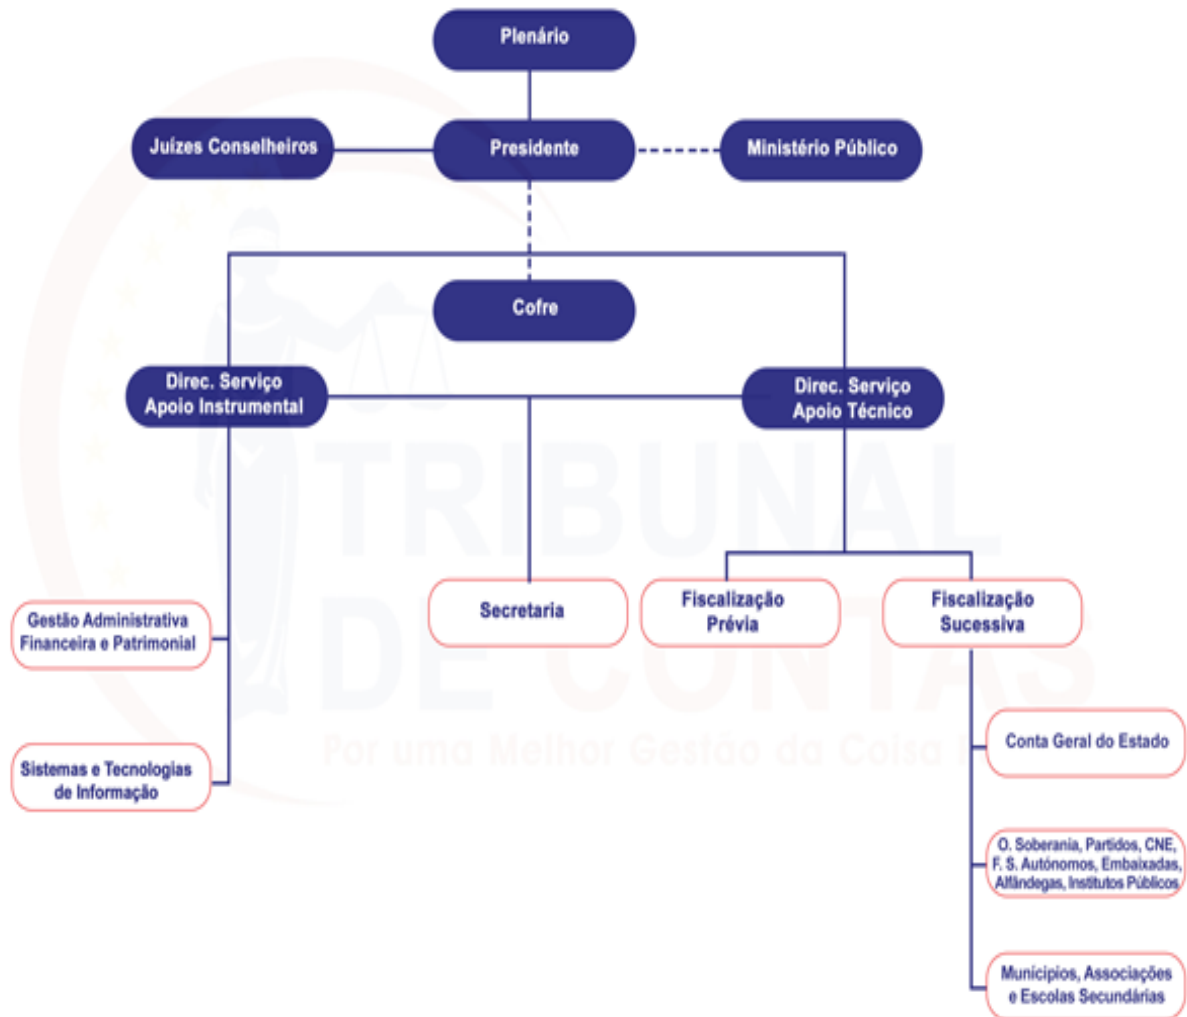 Plenário
Juízes Conselheiros
Presidente
Ministério Público
Cofre
Direc. Serviço
Apoio Instrumental
Direc. Serviço
Apoio Técnico
Gestão Administrativa
Financeira e Patrimonial
Secretaria
Fiscalização
Prévia
Fiscalização
Sucessiva
Sistemas e Tecnologias
de Informação
Conta Geral do Estado
O. Soberania, Partidos, CNE,
F. S. Autónomos, Embaixadas,
Alfândegas, Institutos Públicos
Munícipios, Associações
e Escolas Secundárias
TRIBUNAL
DE CONTAS
Por uma Melhor Gestão da Coisa